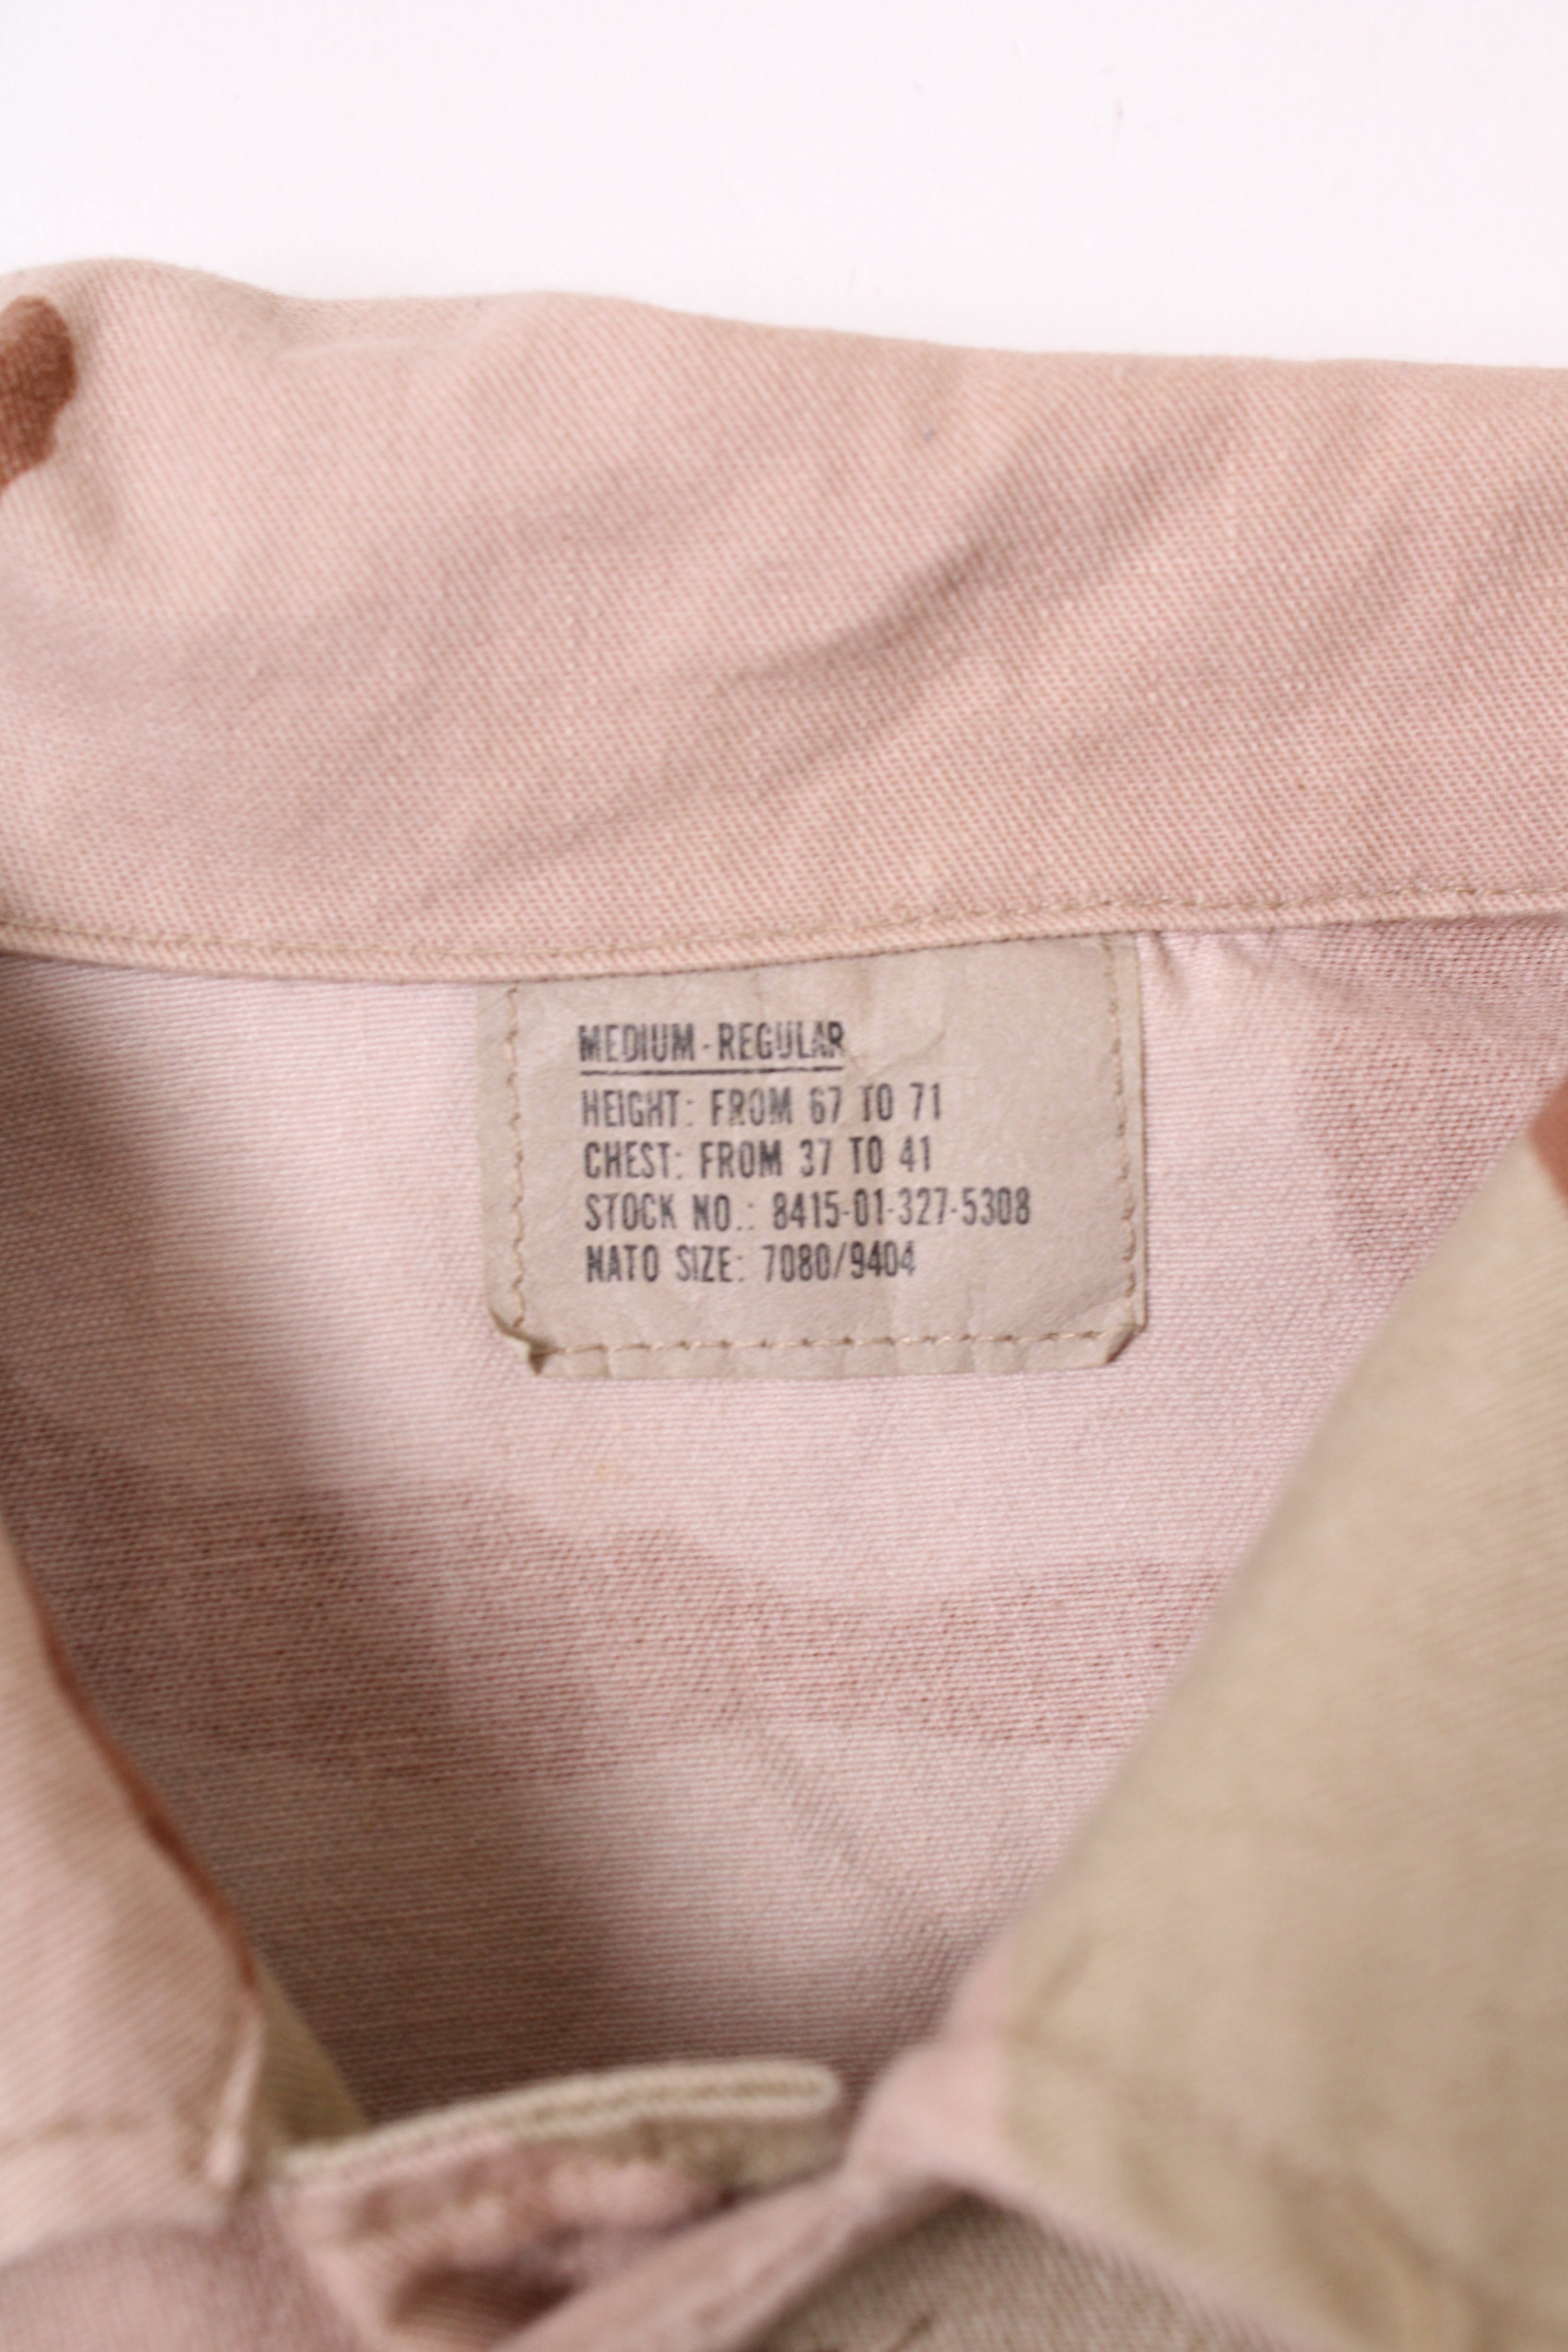 MEDIUM-REGULAR
HEIGHT: FROM 67 TO 71
CHEST: FROM 37 TO 41
STOCK NO.: 8415-01-327-5308
NATO SIZE: 7080/9404